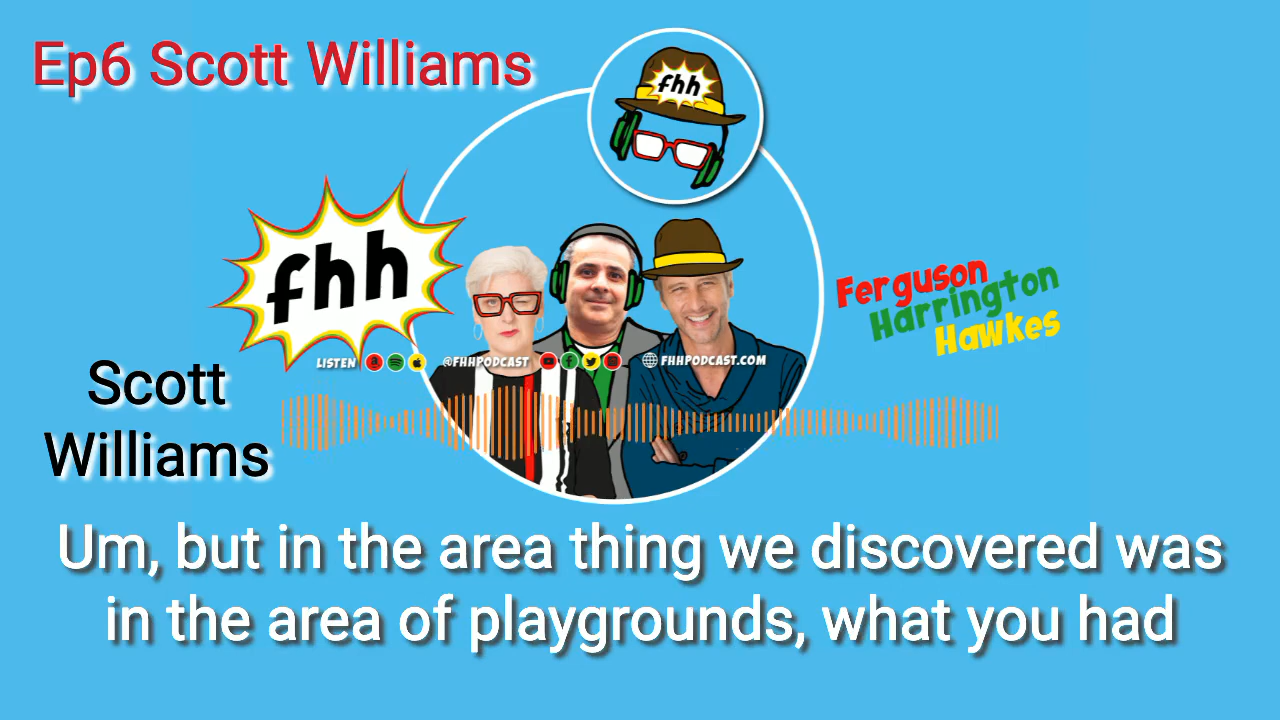 Ep6 Scott Williams
fhh
fhh
Ferguson
Harrington
Hawkes
LISTEN @FHHPODCAST FHHPODCAST.COM
Scott
Williams
Um, but in the area thing we discovered was
in the area of playgrounds, what you had